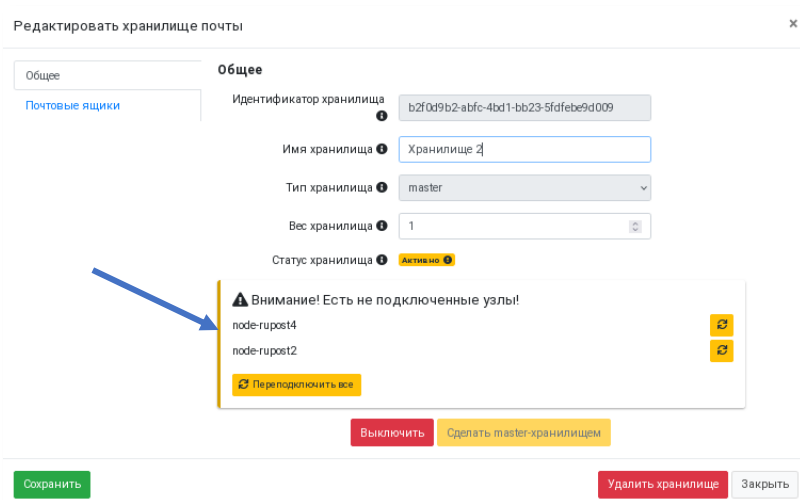 Редактировать хранилище почты
×
Общее
Почтовые ящики
Общее
Идентификатор хранилища
b2f0d9b2-abfc-4bd1-bb23-5fdfebe9d009
Имя хранилища
Хранилище 2
Тип хранилища
master
Вес хранилища
1
Статус хранилища
Активно
Внимание! Есть не подключенные узлы!
node-rupost4
node-rupost2
Переподключить все
Выключить
Сделать master-хранилищем
Сохранить
Удалить хранилище
Закрыть